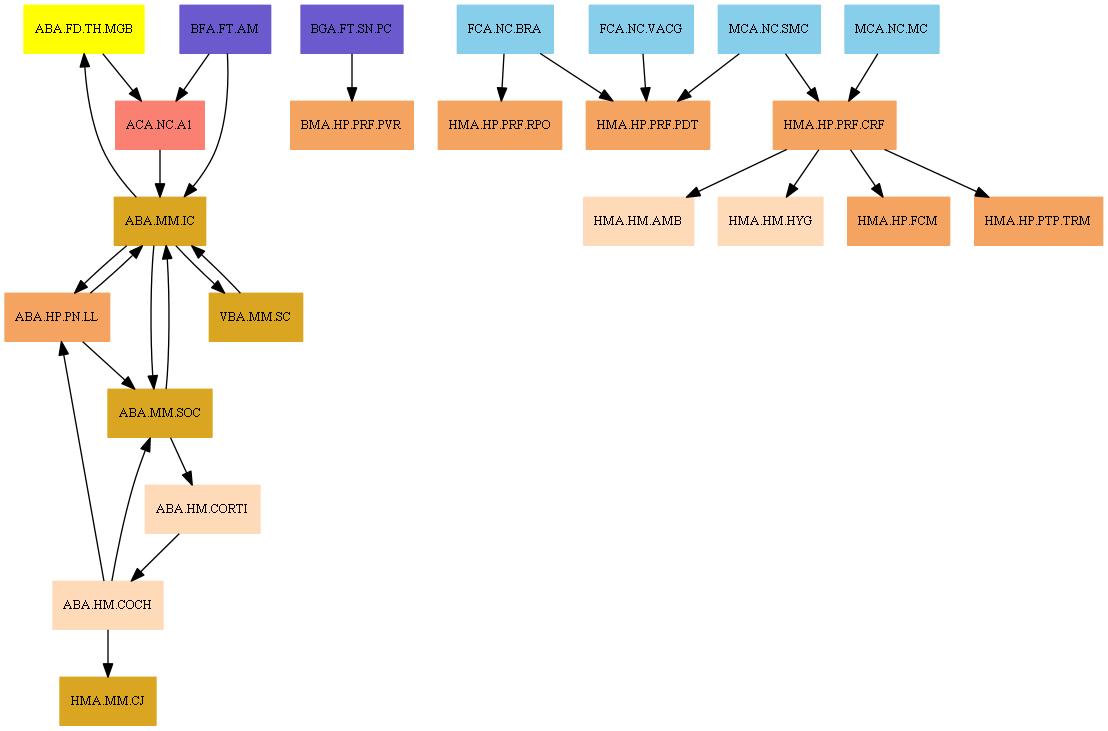 ABA.FD.TH.MGB
BFA.FT.AM
BGA.FT.SN.PC
FCA.NC.BRA
FCA.NC.VACG
MCA.NC.SMC
MCA.NC.MC
ACA.NC.A1
BMA.HP.PRF.PVR
HMA.HP.PRF.RPO
HMA.HP.PRF.PDT
HMA.HP.PRF.CRF
ABA.MM.IC
HMA.HM.AMB
HMA.HM.HYG
HMA.HP.FCM
HMA.HP.PTP.TRM
ABA.HP.PN.LL
VBA.MM.SC
ABA.MM.SOC
ABA.HM.CORTI
ABA.HM.COCH
HMA.MM.CJ